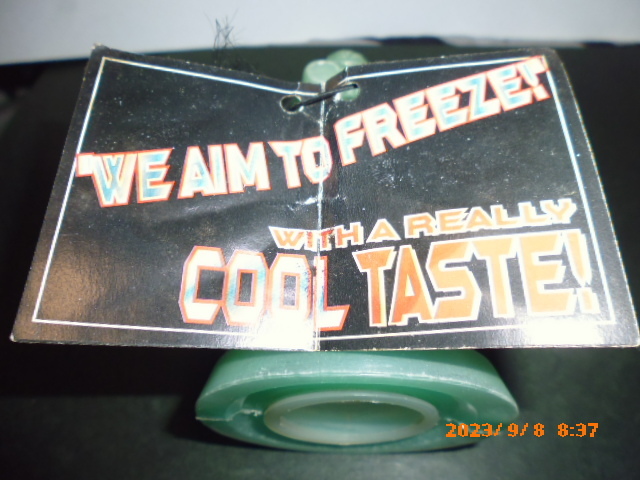 "WE AIM TO FREEZE!"
WITH A REALLY
COOL TASTE!
2023/9/8 8:37